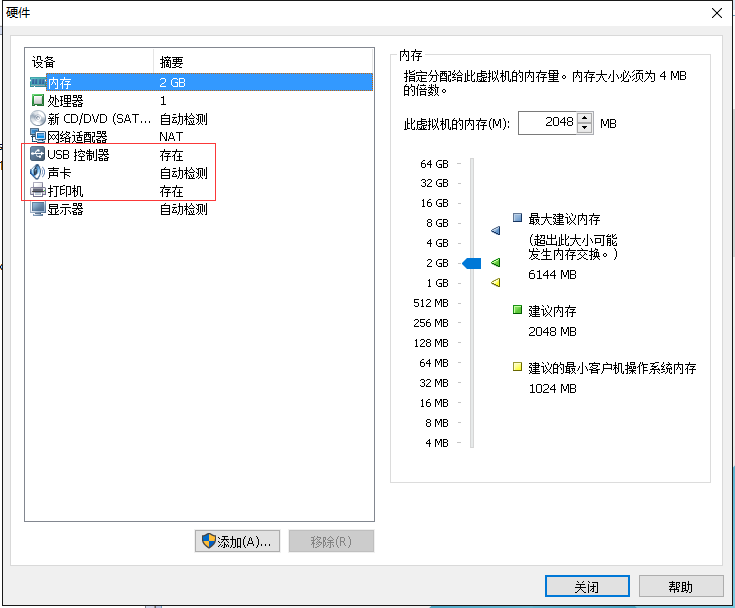 硬件
设备 摘要
内存 2 GB
处理器 1
新 CD/DVD (SAT... 自动检测
网络适配器 NAT
USB 控制器 存在
声卡 自动检测
打印机 存在
显示器 自动检测
添加(A)...
移除(R)
内存
指定分配给此虚拟机的内存量。内存大小必须为 4 MB
的倍数。
此虚拟机的内存(M): 2048 MB
64 GB
32 GB
16 GB
8 GB
4 GB
2 GB
1 GB
512 MB
256 MB
128 MB
64 MB
32 MB
16 MB
8 MB
4 MB
最大建议内存
(超出此大小可能
发生内存交换。)
6144 MB
建议内存
2048 MB
建议的最小客户机操作系统内存
1024 MB
关闭
帮助